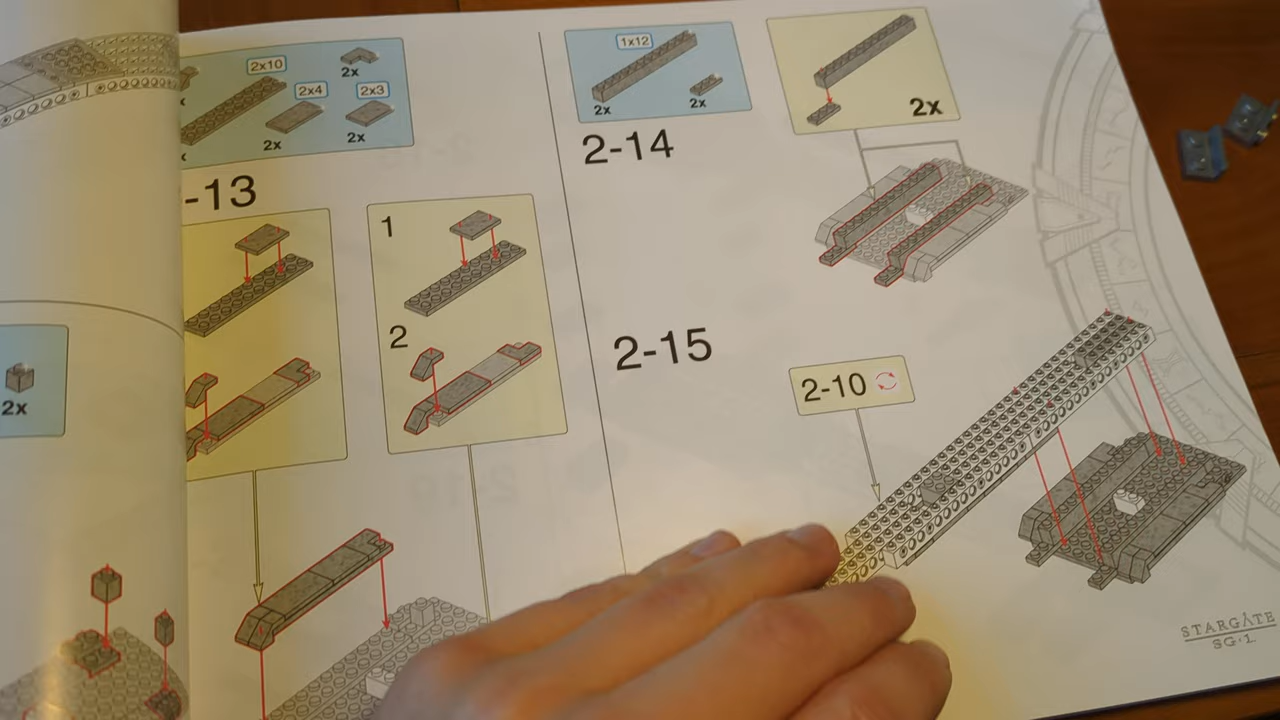 2x
2x10
2x4
2x3
2x
2x
2x
-13
1
2
1x12
2x
2x
2x
2-14
2-15
2-10
STARGATE
SG·1